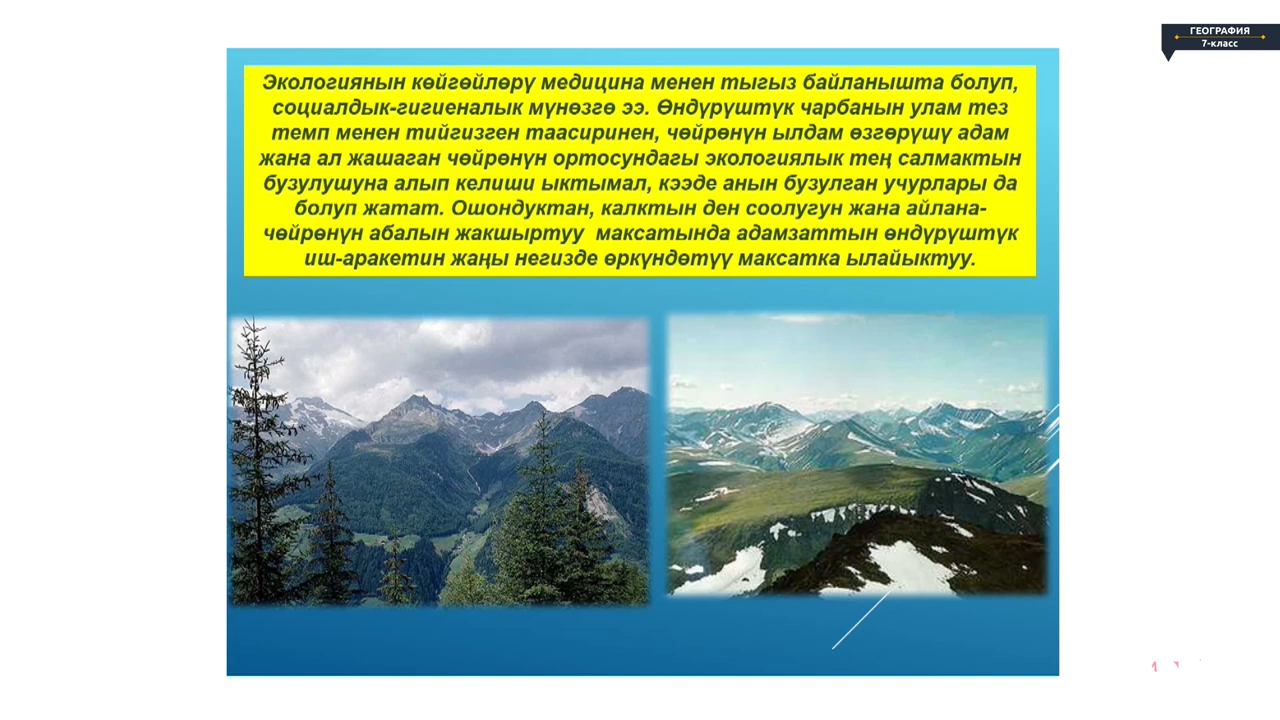 ГЕОГРАФИЯ
7-класс
Экологиянын көйгөйлөрү медицина менен тыгыз байланышта болуп,
социалдык-гигиеналык мүнөзгө ээ. Өндүрүштүк чарбанын улам тез
темп менен тийгизген таасиринен, чөйрөнүн ылдам өзгөрүшү адам
жана ал жашаган чөйрөнүн ортосундагы экологиялык тең салмактын
бузулушуна алып келиши ыктымал, кээде анын бузулган учурлары да
болуп жатат. Ошондуктан, калктын ден соолугун жана айлана-
чөйрөнүн абалын жакшыртуу максатында адамзаттын өндүрүштүк
иш-аракетин жаңы негизде өркүндөтүү максатка ылайыктуу.